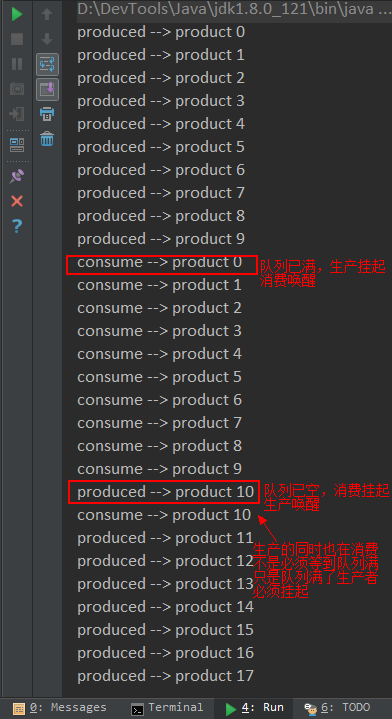 D:\DevTools\Java\jdk1.8.0_121\bin\java ...
produced --> product 0
produced --> product 1
produced --> product 2
produced --> product 3
produced --> product 4
produced --> product 5
produced --> product 6
produced --> product 7
produced --> product 8
produced --> product 9
consume --> product 0
队列已满，生产挂起
消费唤醒
consume --> product 1
consume --> product 2
consume --> product 3
consume --> product 4
consume --> product 5
consume --> product 6
consume --> product 7
consume --> product 8
consume --> product 9
produced --> product 10
队列已空，消费挂起
生产唤醒
consume --> product 10
produced --> product 11
生产的同时也在消费
produced --> product 12
不是必须等到队列满
produced --> product 13
只是队列满了生产者
必须挂起
produced --> product 14
produced --> product 15
produced --> product 16
produced --> product 17
0: Messages
Terminal
4: Run
6: TODO